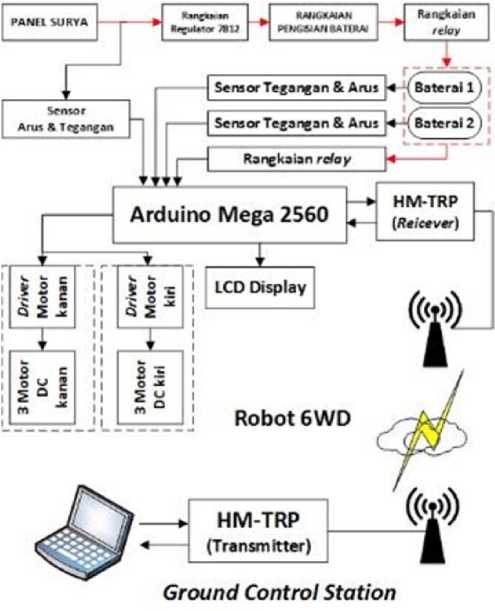 PANEL SURYA
Rangkaian
Regulator 7812
RANGKAIAN
PENGISIAN BATERAI
Rangkaian
relay
Sensor
Arus & Tegangan
Sensor Tegangan & Arus
Baterai 1
Sensor Tegangan & Arus
Baterai 2
Rangkaian relay
Arduino Mega 2560
HM-TRP
(Reicever)
LCD Display
Driver
Motor
kanan
Driver
Motor
kiri
3 Motor
DC
kanan
3 Motor
DC kiri
Robot 6WD
HM-TRP
(Transmitter)
Ground Control Station